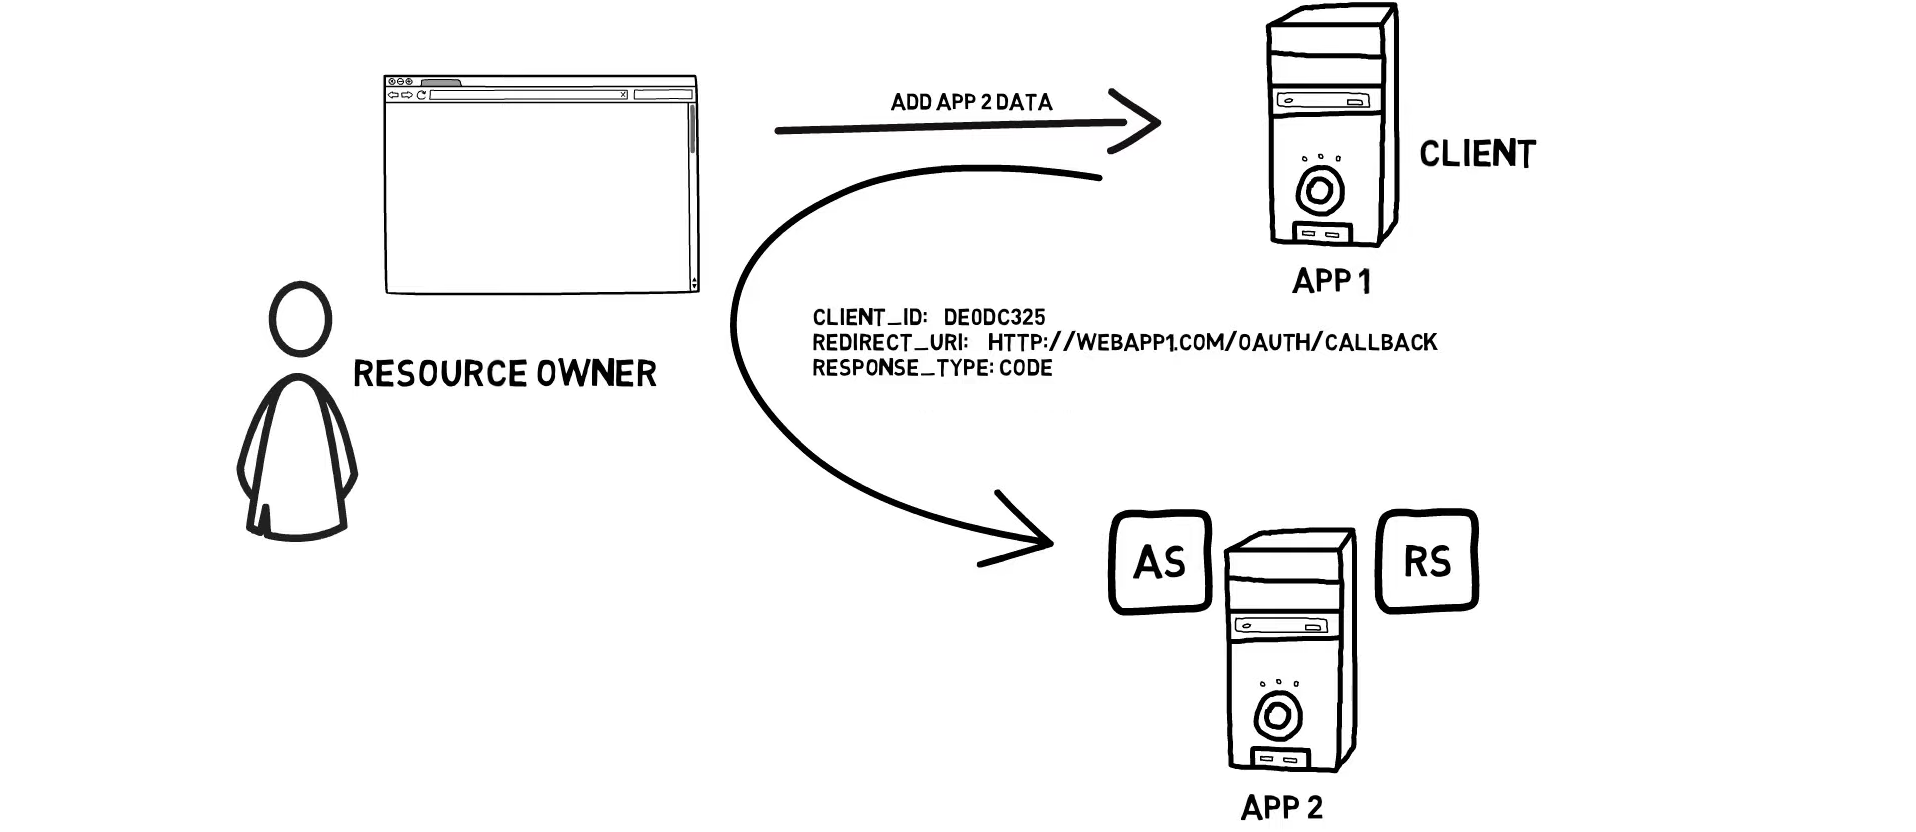 ADD APP 2 DATA
CLIENT
APP 1
CLIENT_ID: DE0DC325
REDIRECT_URI: HTTP://WEBAPP1.COM/OAUTH/CALLBACK
RESPONSE_TYPE: CODE
RESOURCE OWNER
AS
RS
APP 2